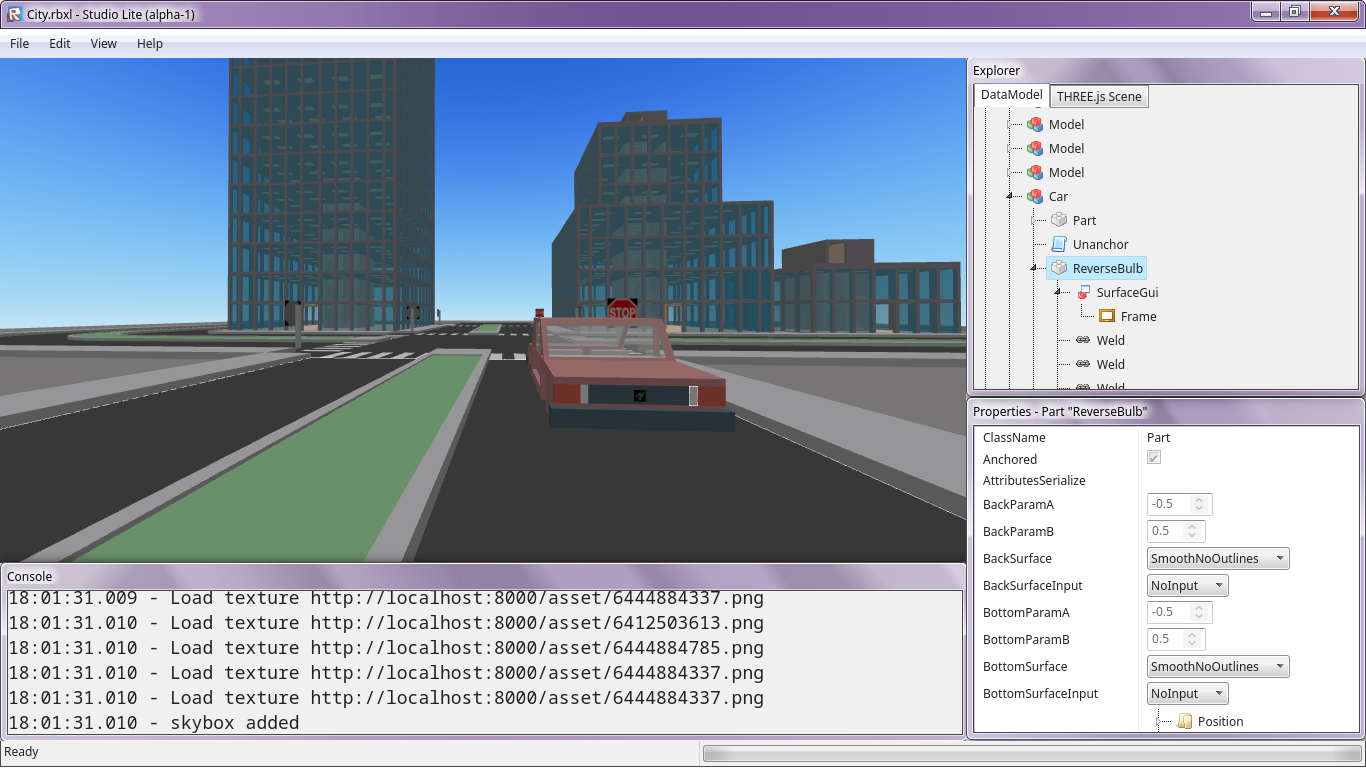 City.rbxl - Studio Lite (alpha-1)
File Edit View Help
STOP
Explorer
DataModel THREE.js Scene
Model
Model
Model
Car
Part
Unanchor
ReverseBulb
SurfaceGui
Frame
Weld
Weld
Weld
Properties - Part "ReverseBulb"
ClassName Part
Anchored
AttributesSerialize
BackParamA -0.5
BackParamB 0.5
BackSurface SmoothNoOutlines
BackSurfaceInput NoInput
BottomParamA -0.5
BottomParamB 0.5
BottomSurface SmoothNoOutlines
BottomSurfaceInput NoInput
Position
Console
18:01:31.009 - Load texture http://localhost:8000/asset/6444884337.png
18:01:31.010 - Load texture http://localhost:8000/asset/6412503613.png
18:01:31.010 - Load texture http://localhost:8000/asset/6444884785.png
18:01:31.010 - Load texture http://localhost:8000/asset/6444884337.png
18:01:31.010 - Load texture http://localhost:8000/asset/6444884337.png
18:01:31.010 - skybox added
Ready